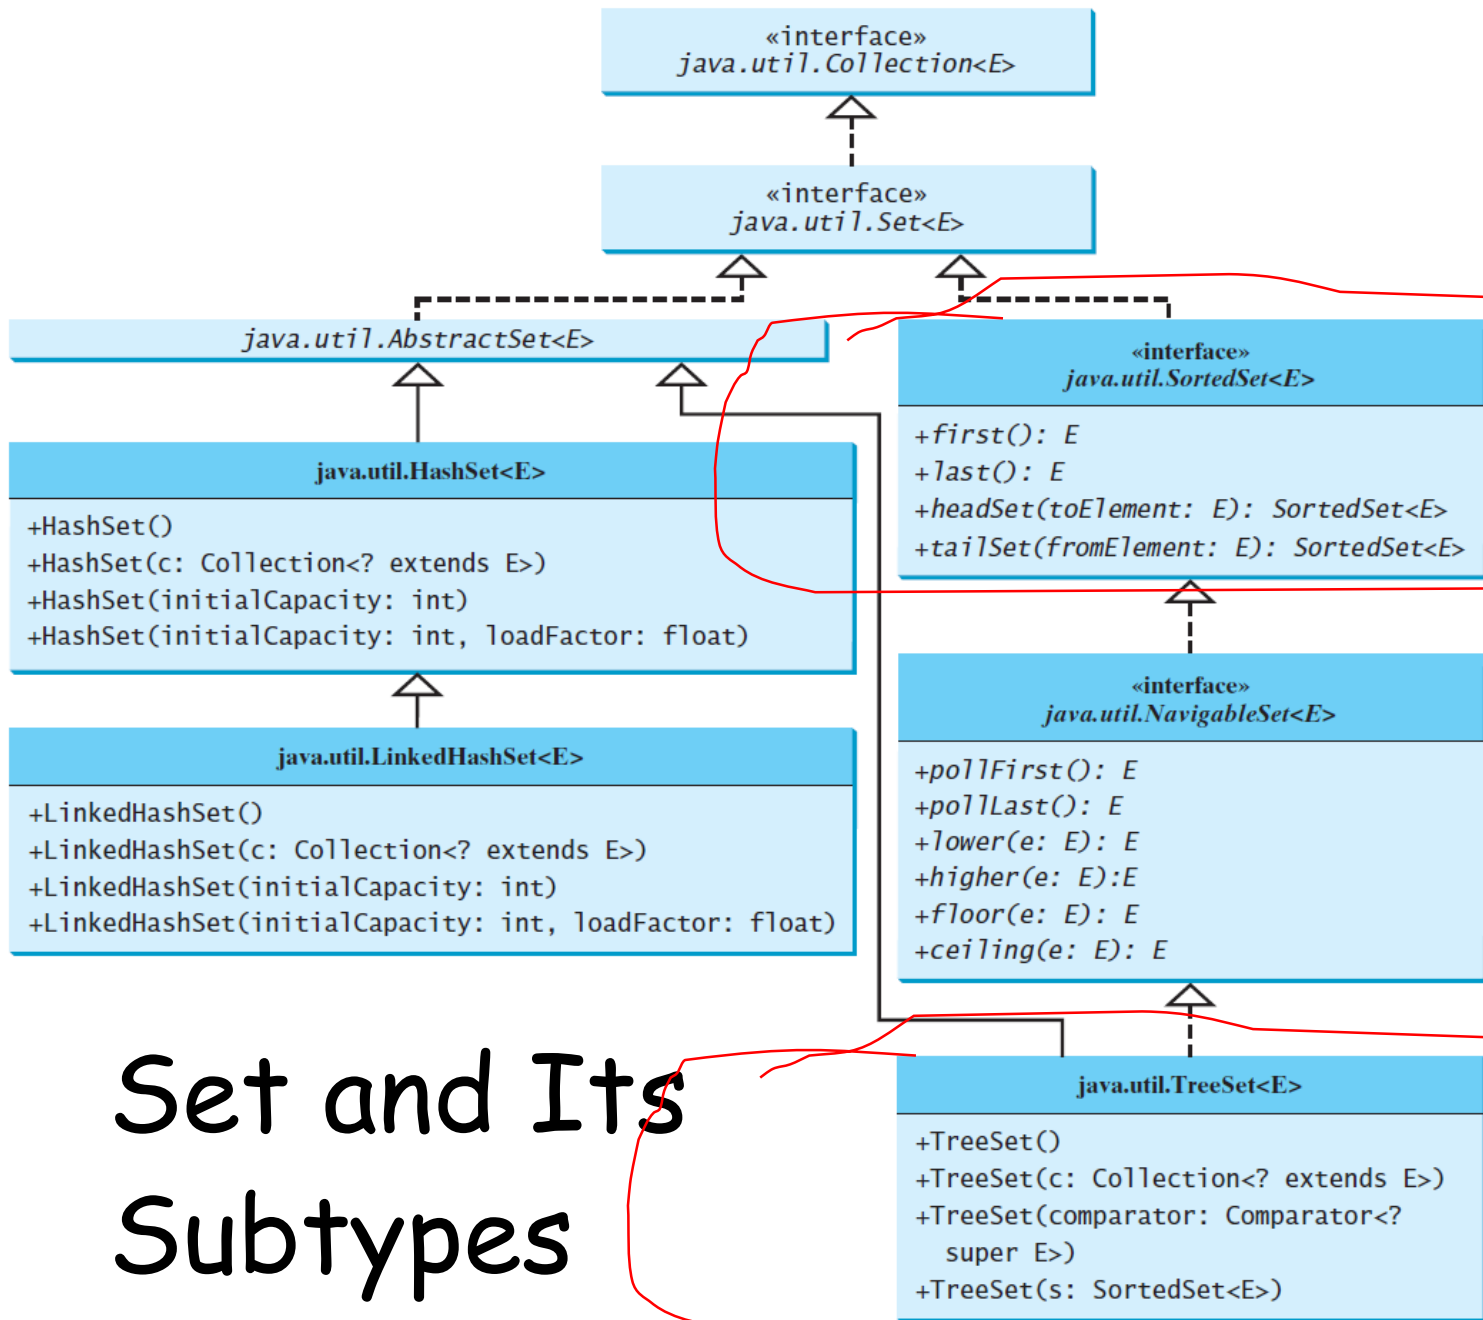 «interface»
java.util.Collection<E>
«interface»
java.util.Set<E>
java.util.AbstractSet<E>
«interface»
java.util.SortedSet<E>
+first(): E
+last(): E
+headSet(toElement: E): SortedSet<E>
+tailSet(fromElement: E): SortedSet<E>
java.util.HashSet<E>
+HashSet()
+HashSet(c: Collection<? extends E>)
+HashSet(initialCapacity: int)
+HashSet(initialCapacity: int, loadFactor: float)
«interface»
java.util.NavigableSet<E>
+pollFirst(): E
+pollLast(): E
+lower(e: E): E
+higher(e: E):E
+floor(e: E): E
+ceiling(e: E): E
java.util.LinkedHashSet<E>
+LinkedHashSet()
+LinkedHashSet(c: Collection<? extends E>)
+LinkedHashSet(initialCapacity: int)
+LinkedHashSet(initialCapacity: int, loadFactor: float)
java.util.TreeSet<E>
+TreeSet()
+TreeSet(c: Collection<? extends E>)
+TreeSet(comparator: Comparator<?
super E>)
+TreeSet(s: SortedSet<E>)
Set and Its
Subtypes